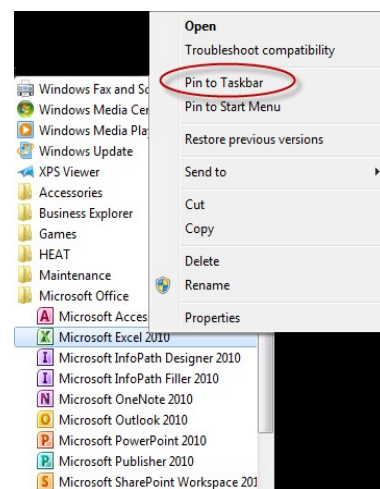 Open
Troubleshoot compatibility
Pin to Taskbar
Pin to Start Menu
Restore previous versions
Send to
Cut
Copy
Delete
Rename
Properties
Windows Fax and Sc
Windows Media Cen
Windows Media Pla
Windows Update
XPS Viewer
Accessories
Business Explorer
Games
HEAT
Maintenance
Microsoft Office
Microsoft Acces
Microsoft Excel 2010
Microsoft InfoPath Designer 2010
Microsoft InfoPath Filler 2010
Microsoft OneNote 2010
Microsoft Outlook 2010
Microsoft PowerPoint 2010
Microsoft Publisher 2010
Microsoft SharePoint Workspace 201